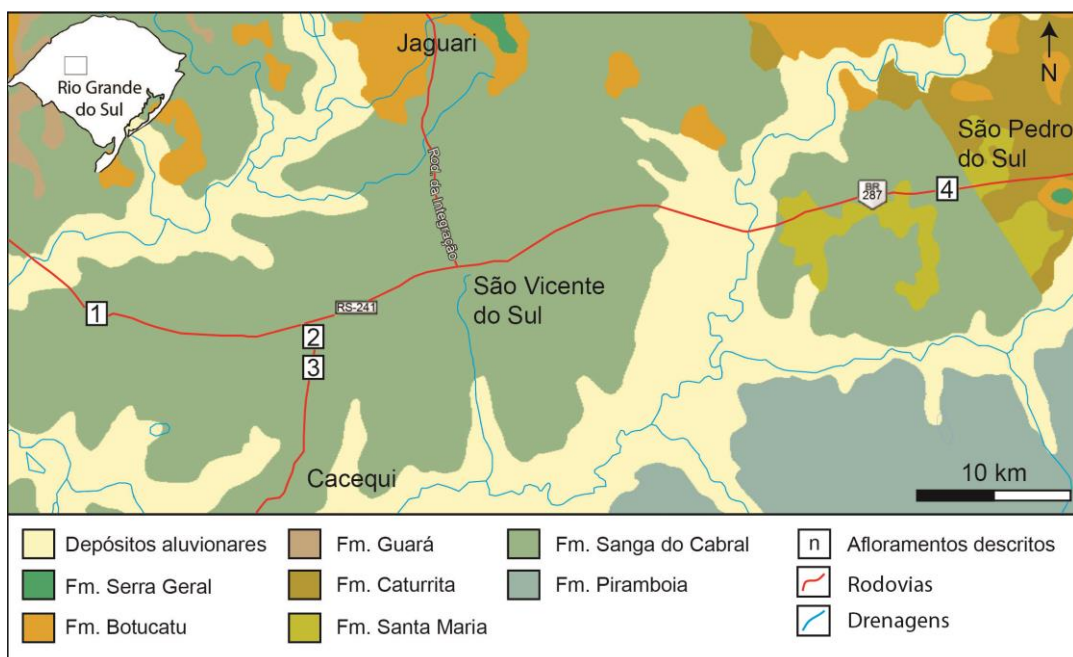 Jaguari
N
Rio Grande
do Sul
São Pedro
do Sul
Rod. da Integração
BR
287
4
São Vicente
do Sul
RS-241
1
2
3
Cacequi
10 km
Depósitos aluvionares
Fm. Guará
Fm. Sanga do Cabral
n
Afloramentos descritos
Fm. Serra Geral
Fm. Caturrita
Fm. Piramboia
Rodovias
Fm. Botucatu
Fm. Santa Maria
Drenagens